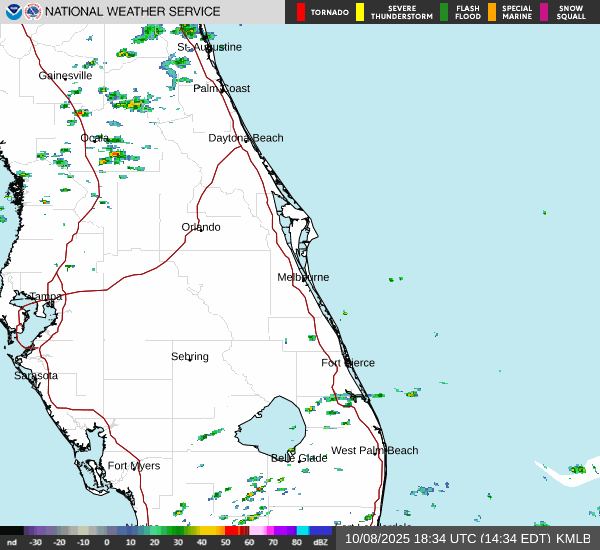 NATIONAL WEATHER SERVICE
TORNADO
SEVERE THUNDERSTORM
FLASH FLOOD
SPECIAL MARINE
SNOW SQUALL
St. Augustine
Gainesville
Palm Coast
Ocala
Daytona Beach
Orlando
Melbourne
Tampa
Sebring
Fort Pierce
Sarasota
West Palm Beach
Belle Glade
Fort Myers
nd -30 -20 -10 0 10 20 30 40 50 60 70 80 dBZ
10/08/2025 18:34 UTC (14:34 EDT) KMLB